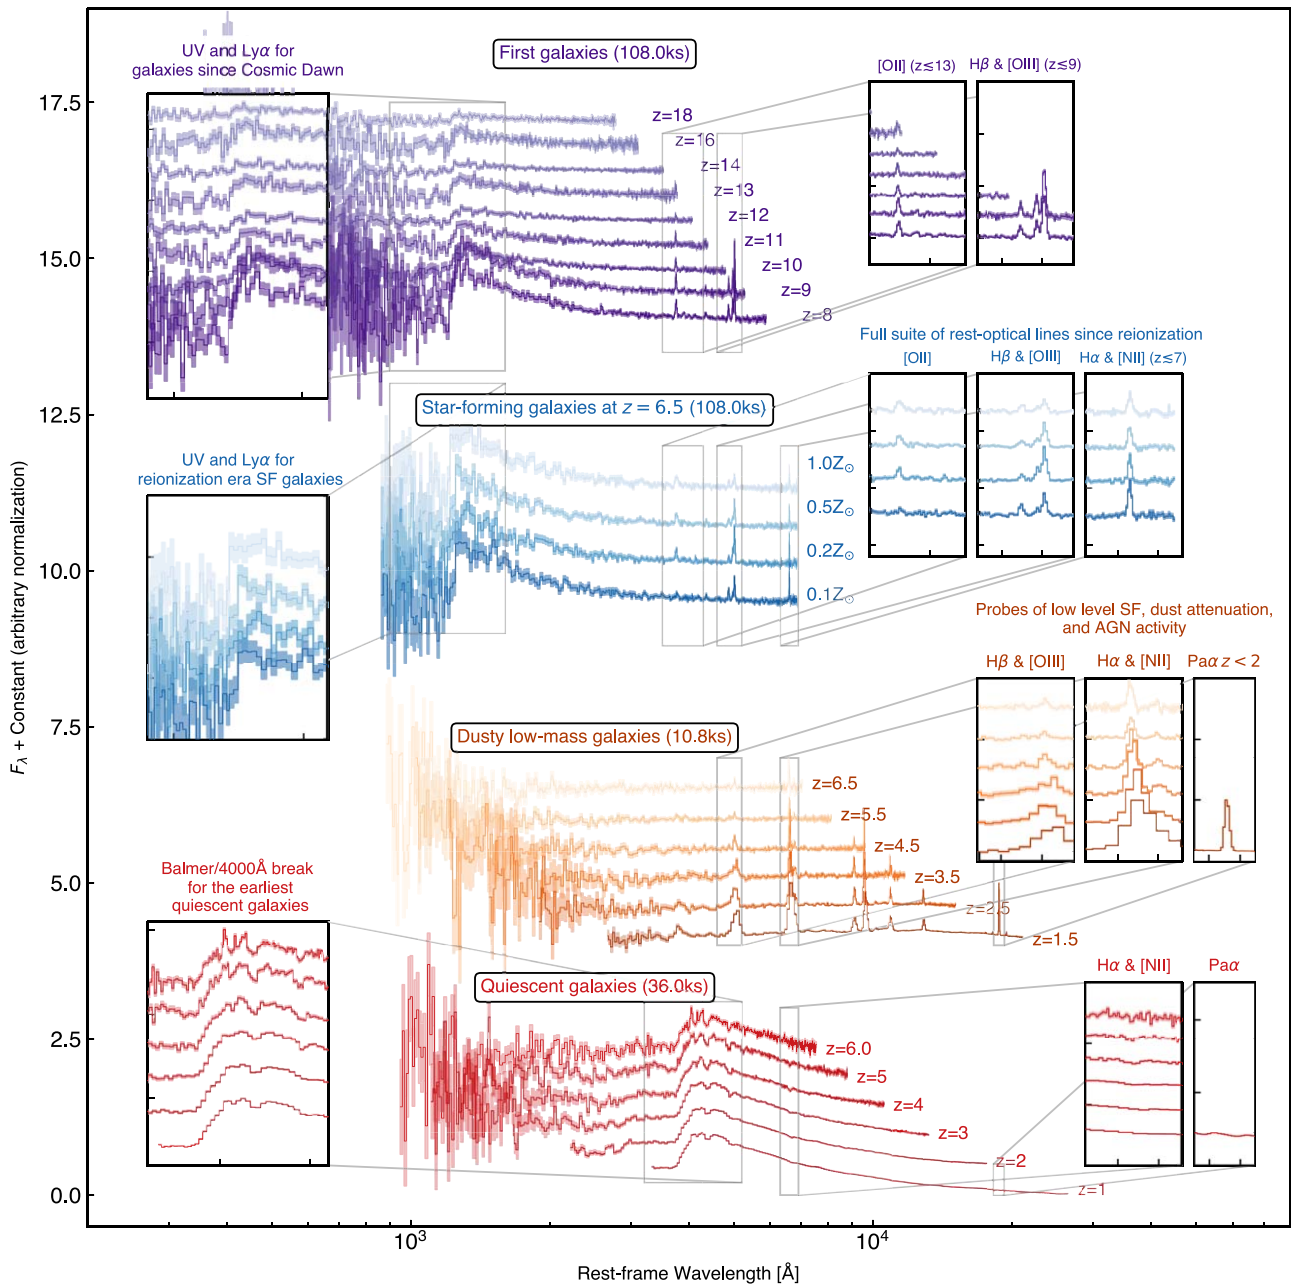 UV and Lyα for
galaxies since Cosmic Dawn
First galaxies (108.0ks)
[OII] (z≲13)
Hβ & [OIII] (z≲9)
z=18
z=16
z=14
z=13
z=12
z=11
z=10
z=9
z=8
17.5
15.0
12.5
10.0
7.5
5.0
2.5
0.0
Fλ + Constant (arbitrary normalization)
Full suite of rest-optical lines since reionization
[OII]
Hβ & [OIII]
Hα & [NII] (z≲7)
Star-forming galaxies at z = 6.5 (108.0ks)
UV and Lyα for
reionization era SF galaxies
1.0Z⊙
0.5Z⊙
0.2Z⊙
0.1Z⊙
Probes of low level SF, dust attenuation,
and AGN activity
Hβ & [OIII]
Hα & [NII]
Paα z < 2
Dusty low-mass galaxies (10.8ks)
z=6.5
z=5.5
z=4.5
z=3.5
z=2.5
z=1.5
Balmer/4000Å break
for the earliest
quiescent galaxies
Quiescent galaxies (36.0ks)
Hα & [NII]
Paα
z=6.0
z=5
z=4
z=3
z=2
z=1
10³
10⁴
Rest-frame Wavelength [Å]